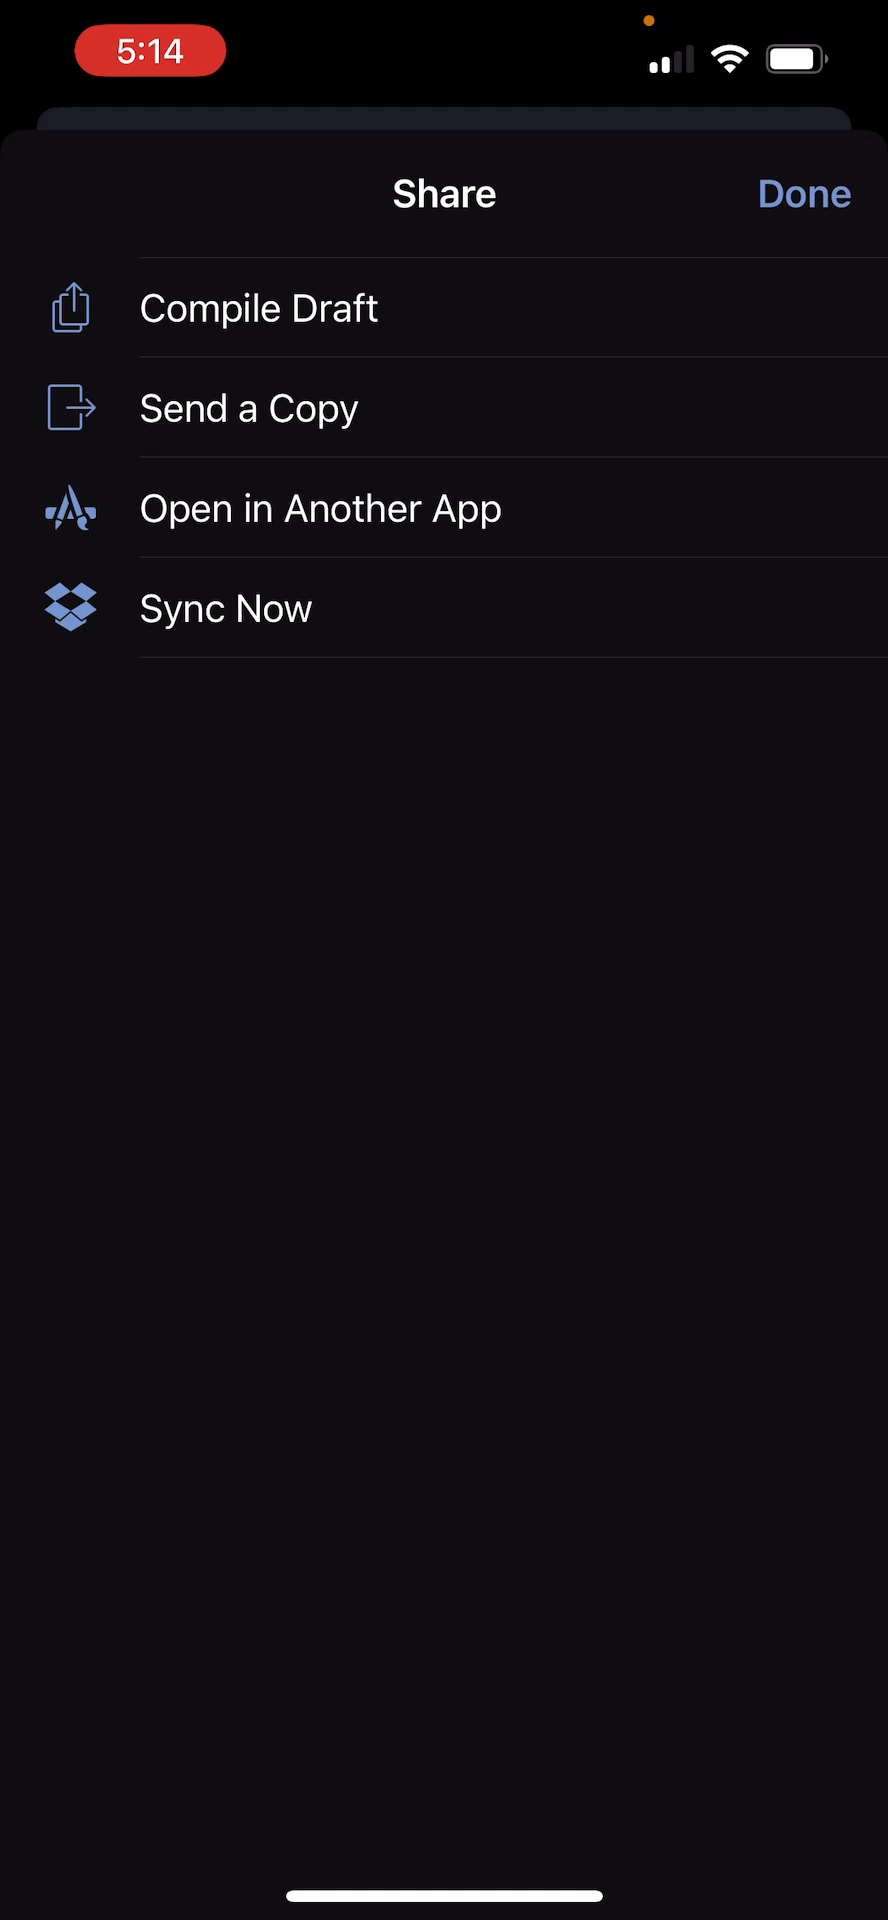 5:14
Share
Done
Compile Draft
Send a Copy
Open in Another App
Sync Now